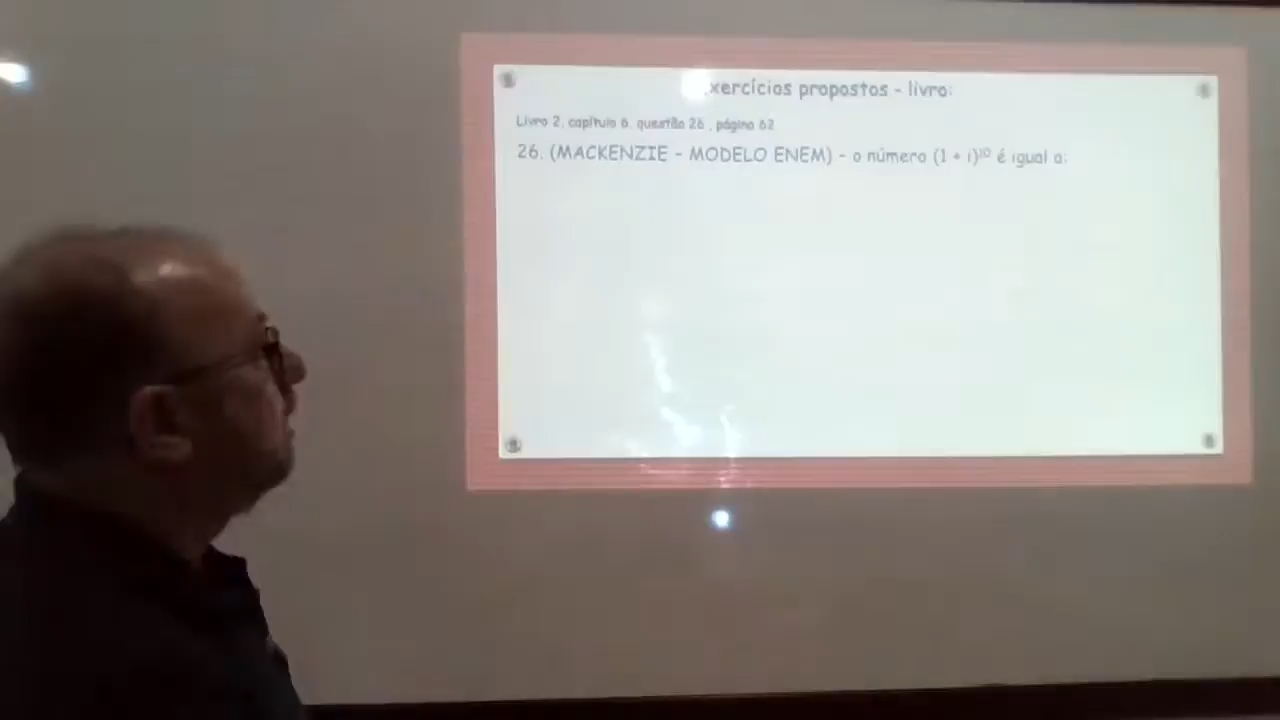 xercícios propostos - livro:
Livro 2, capítulo 6, questão 26 , página 62
26. (MACKENZIE - MODELO ENEM) - o número (1 + i)¹⁰ é igual a: